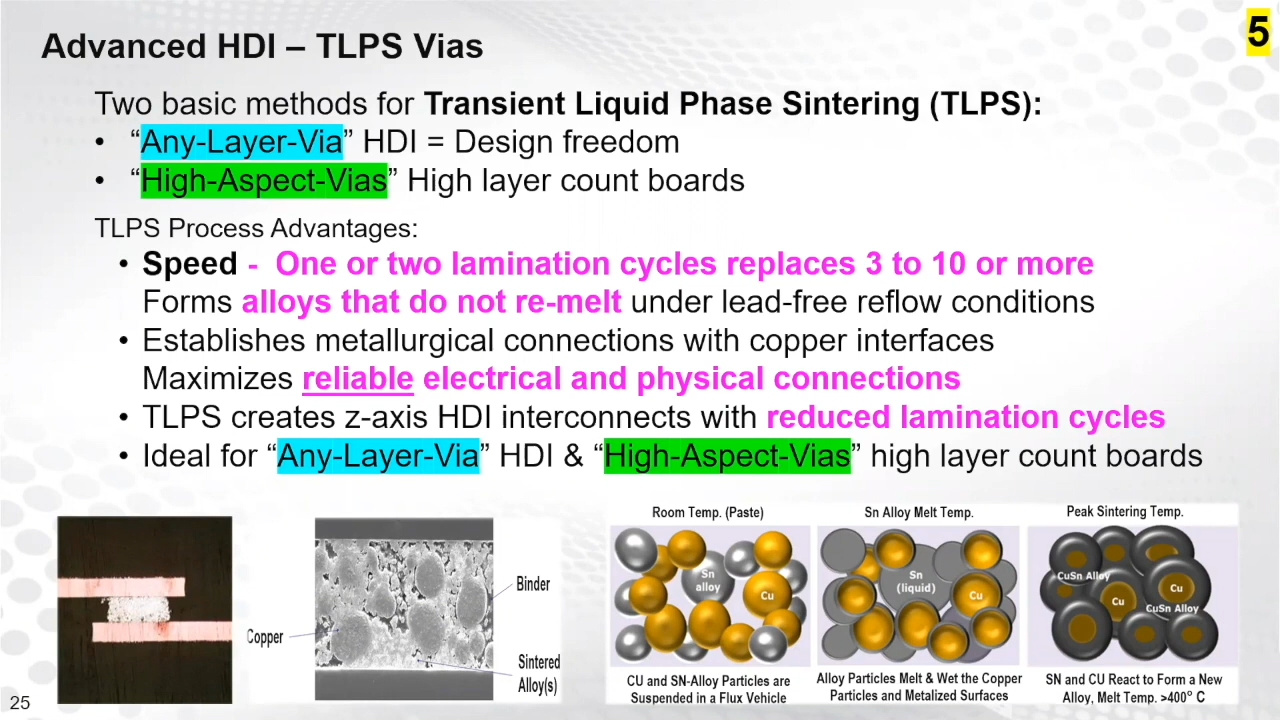 5
Advanced HDI – TLPS Vias
Two basic methods for Transient Liquid Phase Sintering (TLPS):
• “Any-Layer-Via” HDI = Design freedom
• “High-Aspect-Vias” High layer count boards
TLPS Process Advantages:
• Speed - One or two lamination cycles replaces 3 to 10 or more
Forms alloys that do not re-melt under lead-free reflow conditions
• Establishes metallurgical connections with copper interfaces
Maximizes reliable electrical and physical connections
• TLPS creates z-axis HDI interconnects with reduced lamination cycles
• Ideal for “Any-Layer-Via” HDI & “High-Aspect-Vias” high layer count boards
Copper
Binder
Sintered
Alloy(s)
Room Temp. (Paste)
Sn
alloy
Cu
CU and SN-Alloy Particles are
Suspended in a Flux Vehicle
Sn Alloy Melt Temp.
Sn
(liquid)
Cu
Alloy Particles Melt & Wet the Copper
Particles and Metalized Surfaces
Peak Sintering Temp.
CuSn Alloy
Cu
Cu
CuSn Alloy
SN and CU React to Form a New
Alloy, Melt Temp. >400° C
25